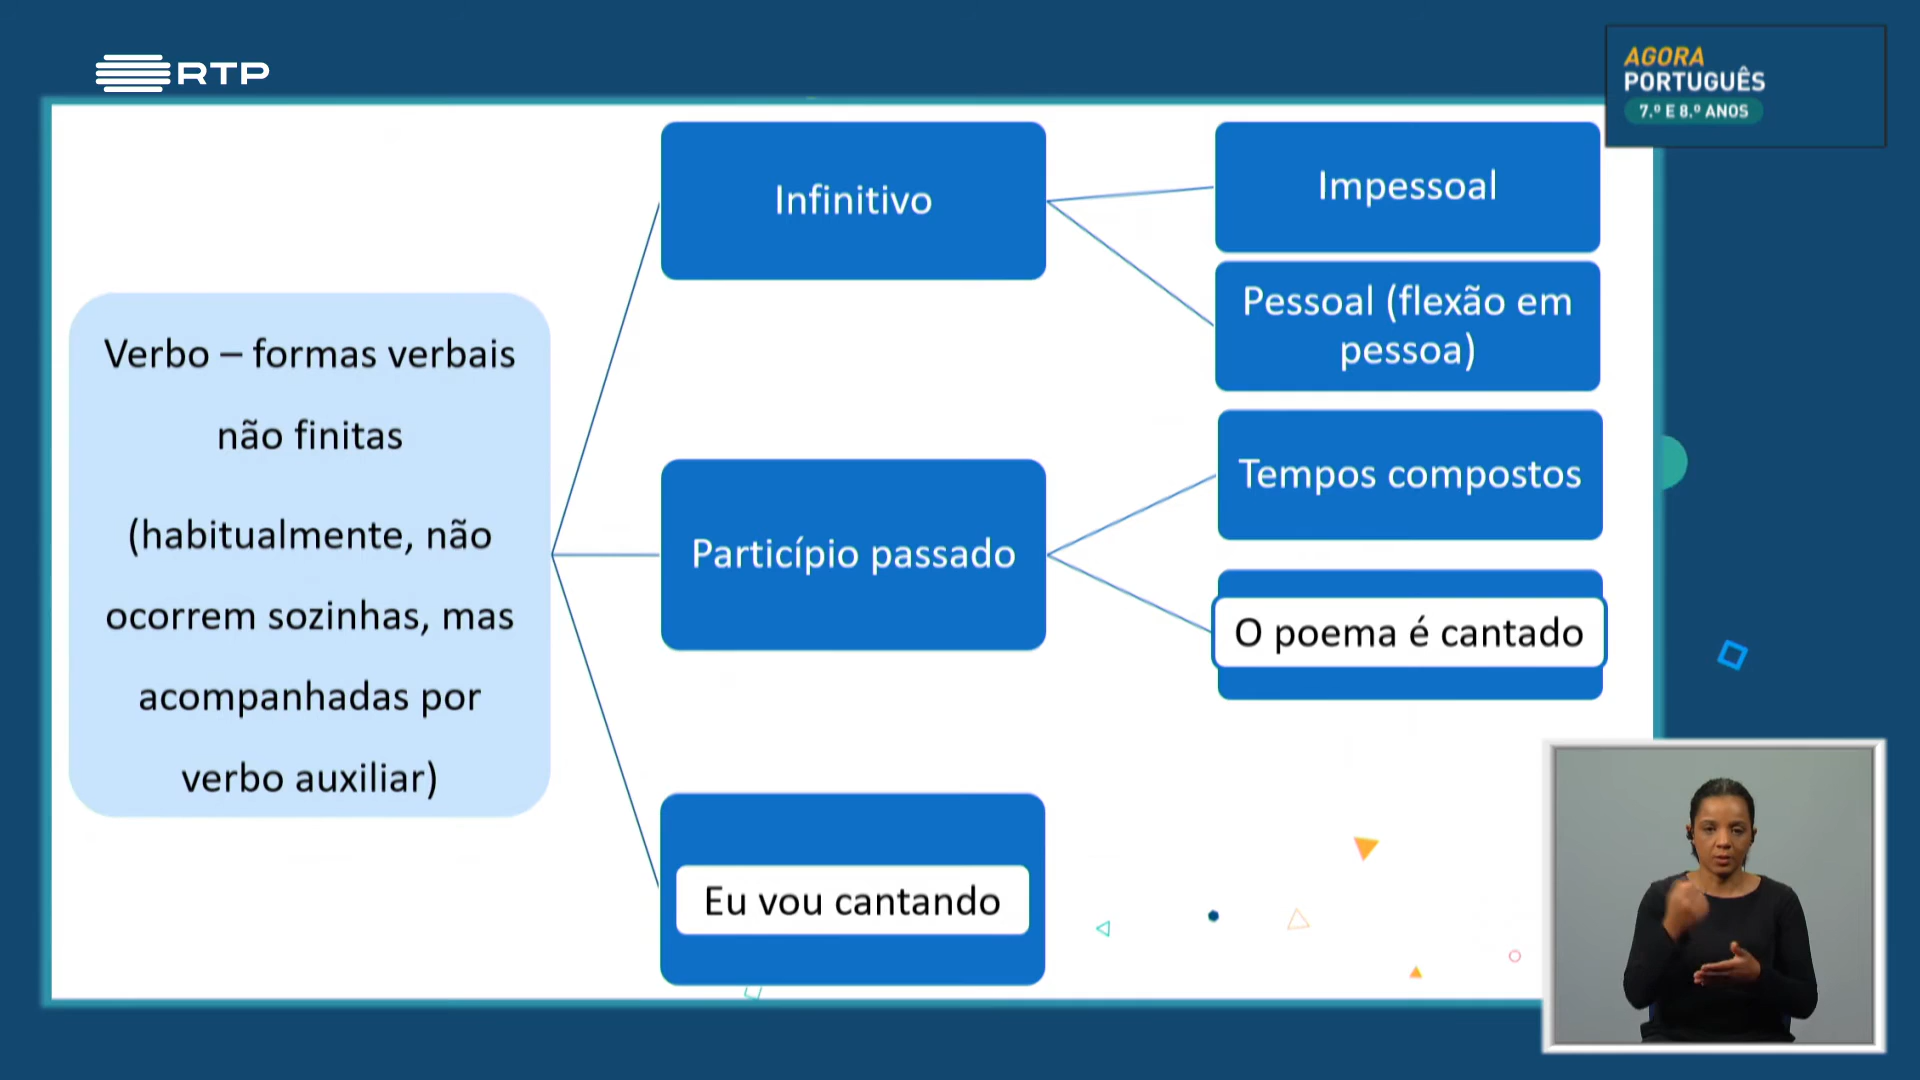 RTP
AGORA
PORTUGUÊS
7.º E 8.º ANOS
Verbo – formas verbais
não finitas
(habitualmente, não
ocorrem sozinhas, mas
acompanhadas por
verbo auxiliar)
Infinitivo
Impessoal
Pessoal (flexão em
pessoa)
Particípio passado
Tempos compostos
O poema é cantado
Eu vou cantando